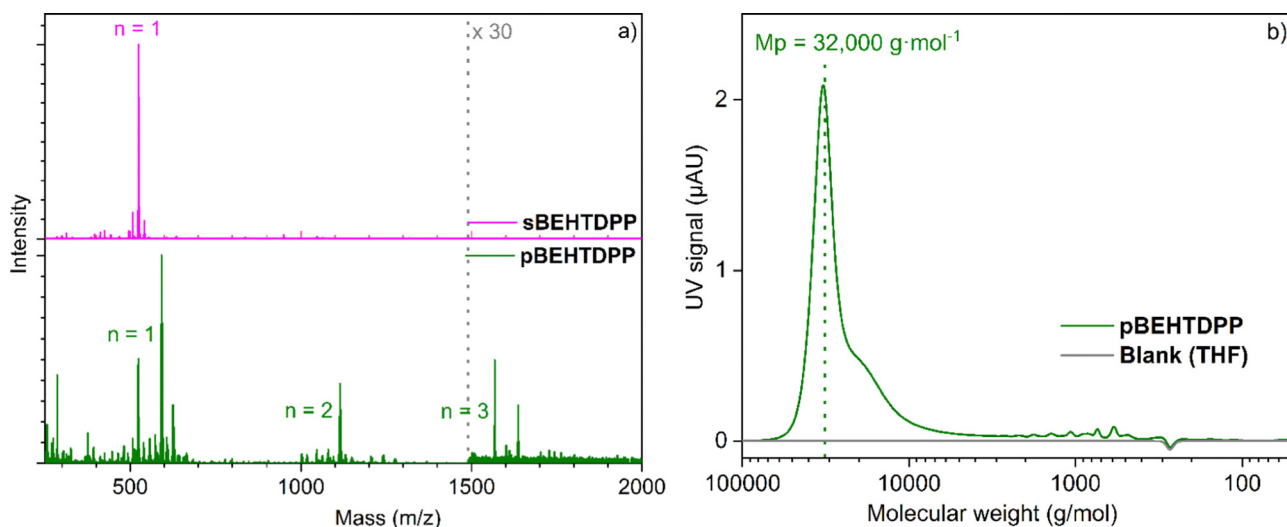 a)
n = 1
x 30
sBEHTDPP
pBEHTDPP
n = 1
n = 2
n = 3
Intensity
500
1000
1500
2000
Mass (m/z)
b)
Mp = 32,000 g·mol⁻¹
2
1
0
UV signal (µAU)
pBEHTDPP
Blank (THF)
100000
10000
1000
100
Molecular weight (g/mol)